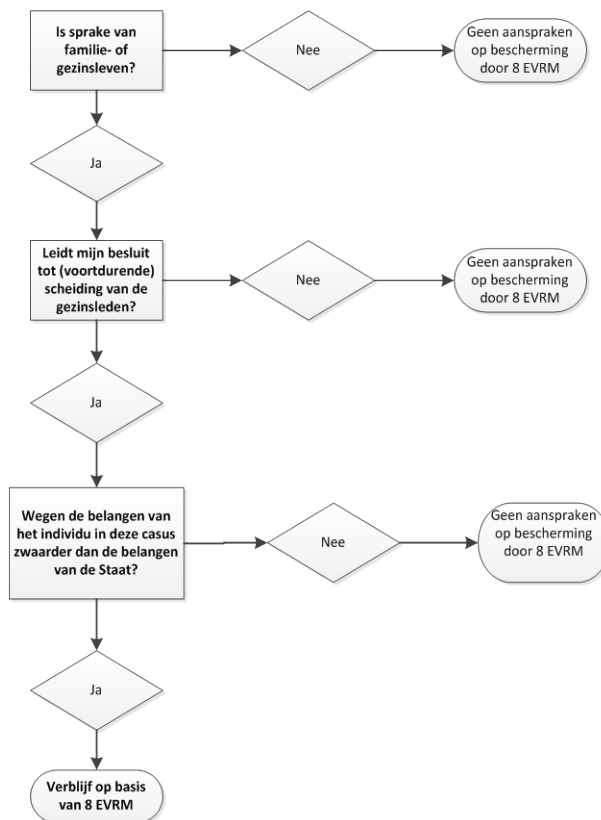 Is sprake van
familie- of
gezinsleven?
Nee
Geen aanspraken
op bescherming
door 8 EVRM
Ja
Leidt mijn besluit
tot (voortdurende)
scheiding van de
gezinsleden?
Nee
Geen aanspraken
op bescherming
door 8 EVRM
Ja
Wegen de belangen van
het individu in deze casus
zwaarder dan de belangen
van de Staat?
Nee
Geen aanspraken
op bescherming
door 8 EVRM
Ja
Verblijf op basis
van 8 EVRM